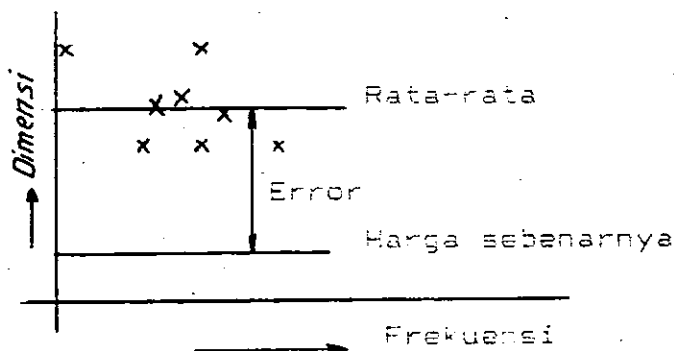 Dimensi
Rata-rata
Error
Harga sebenarnya
Frekuensi